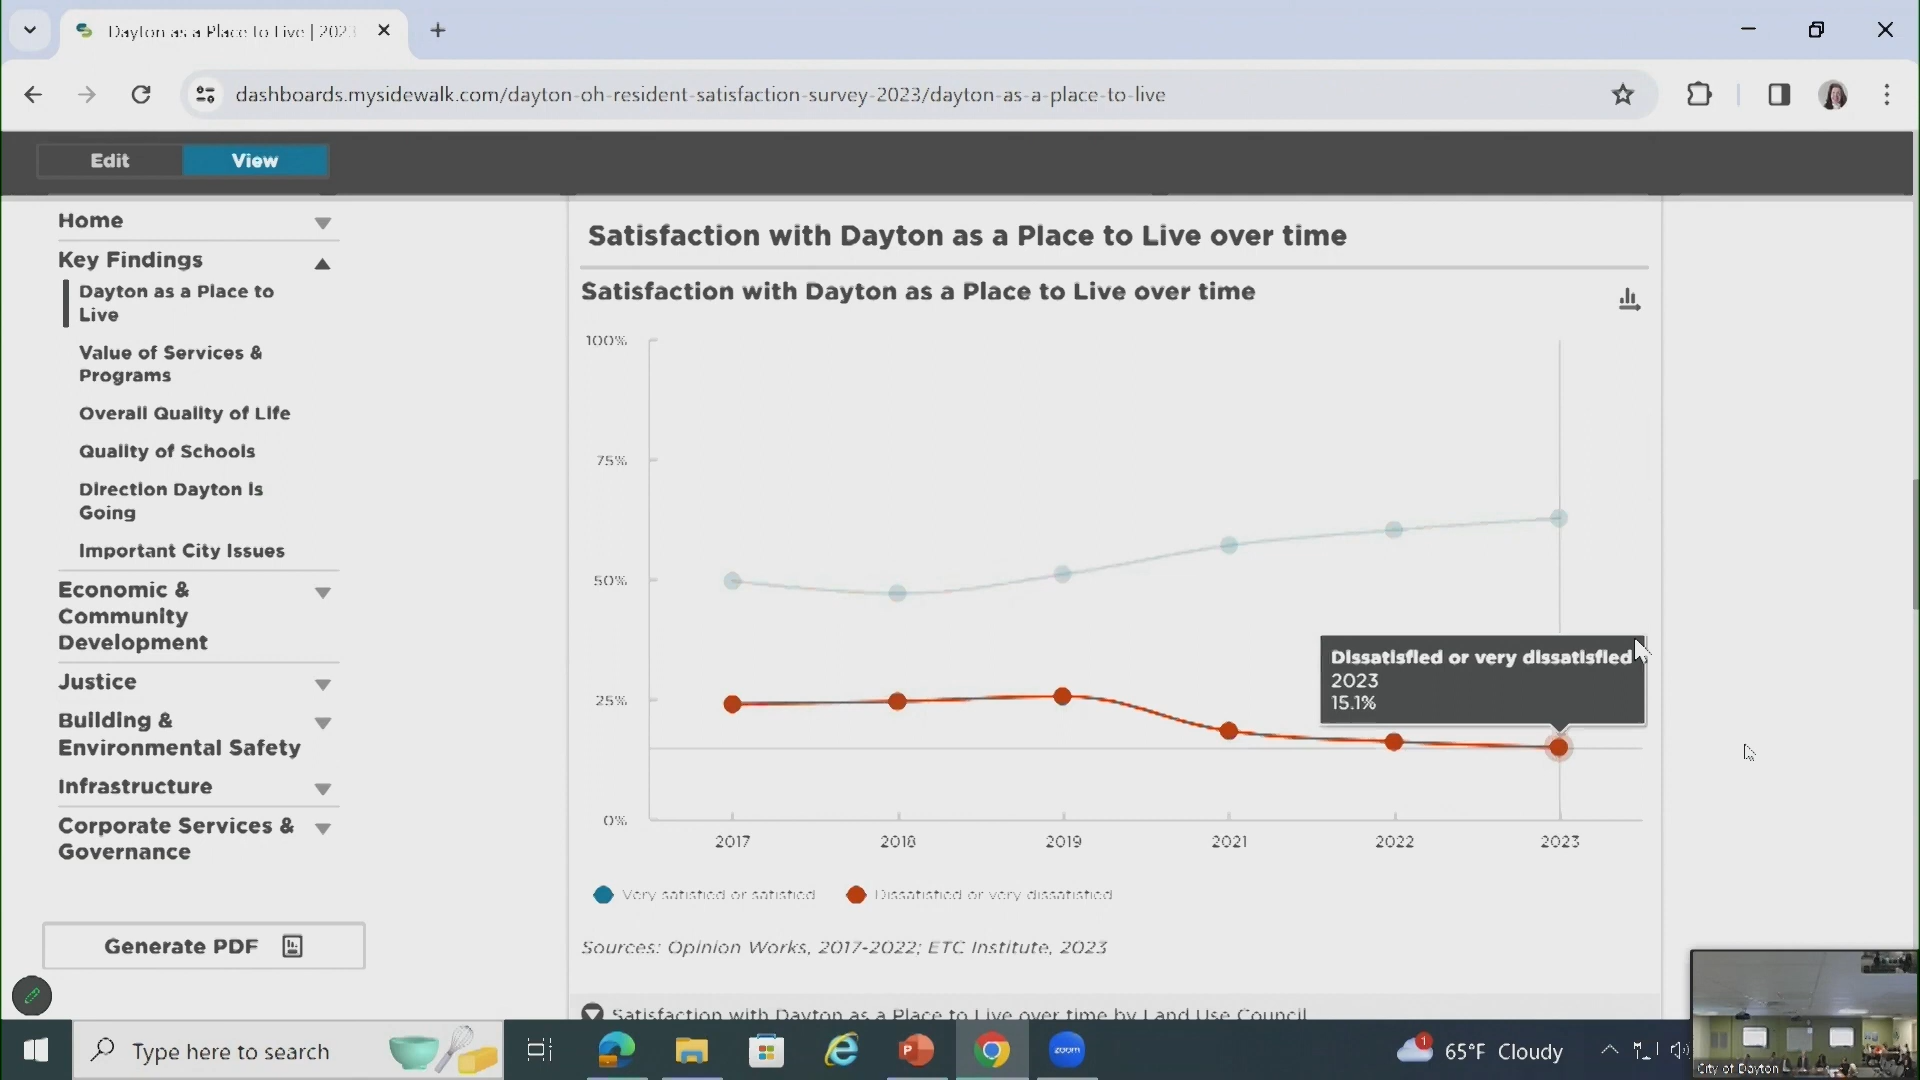 Dayton as a Place to Live | 2023
dashboards.mysidewalk.com/dayton-oh-resident-satisfaction-survey-2023/dayton-as-a-place-to-live
Edit
View
Home
Key Findings
Dayton as a Place to
Live
Value of Services &
Programs
Overall Quality of Life
Quality of Schools
Direction Dayton is
Going
Important City Issues
Economic &
Community
Development
Justice
Building &
Environmental Safety
Infrastructure
Corporate Services &
Governance
Generate PDF
Satisfaction with Dayton as a Place to Live over time
Satisfaction with Dayton as a Place to Live over time
100%
75%
50%
25%
0%
Dissatisfied or very dissatisfied
2023
15.1%
2017
2018
2019
2021
2022
2023
Very satisfied or satisfied
Dissatisfied or very dissatisfied
Sources: Opinion Works, 2017-2022; ETC Institute, 2023
Satisfaction with Dayton as a Place to Live over time by Land Use Council
Type here to search
P
zoom
1
65°F Cloudy
City of Dayton